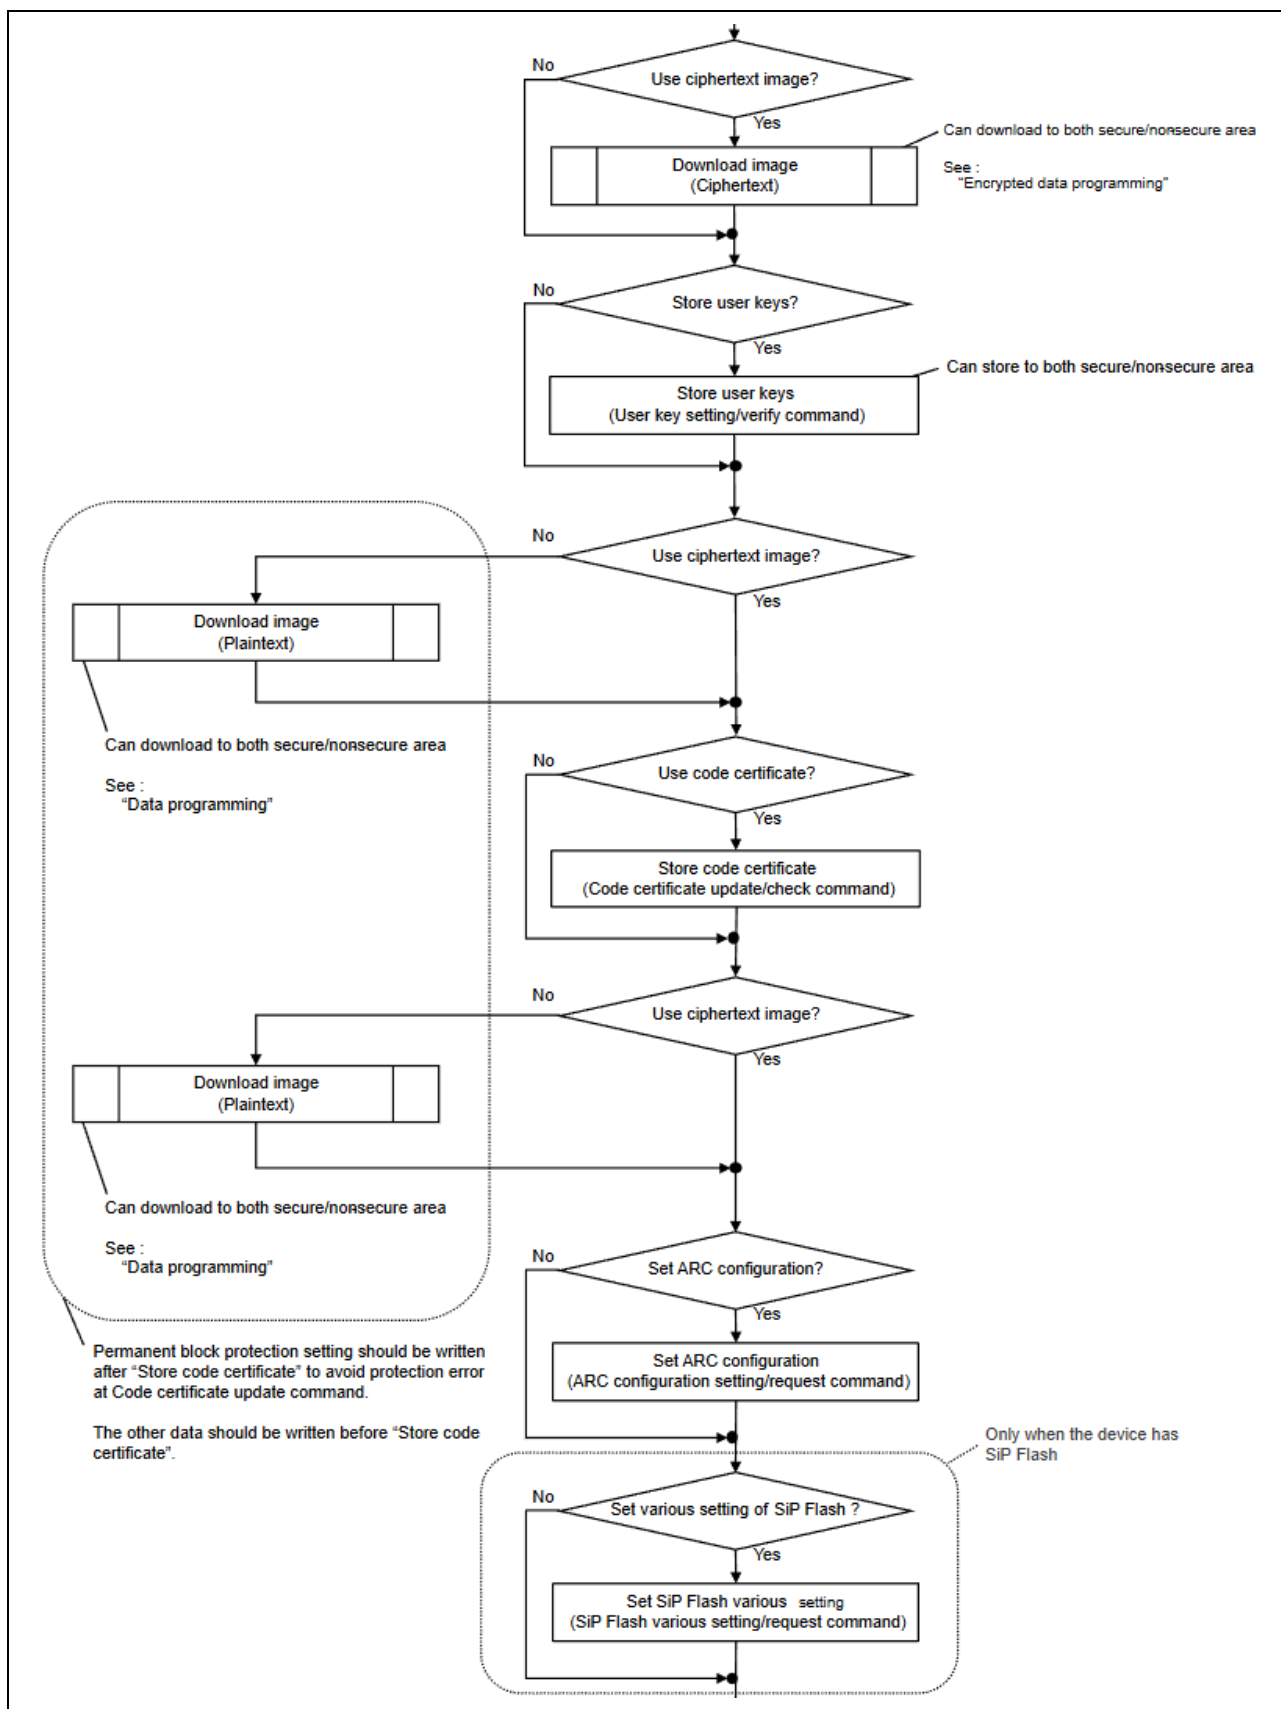 No
Use ciphertext image?
Yes
Can download to both secure/nonsecure area
Download image
(Ciphertext)
See :
"Encrypted data programming"
No
Store user keys?
Yes
Can store to both secure/nonsecure area
Store user keys
(User key setting/verify command)
No
Use ciphertext image?
Yes
Download image
(Plaintext)
Can download to both secure/nonsecure area
See :
"Data programming"
No
Use code certificate?
Yes
Store code certificate
(Code certificate update/check command)
No
Use ciphertext image?
Yes
Download image
(Plaintext)
Can download to both secure/nonsecure area
See :
"Data programming"
No
Set ARC configuration?
Yes
Permanent block protection setting should be written
after "Store code certificate" to avoid protection error
at Code certificate update command.
The other data should be written before "Store code
certificate".
Set ARC configuration
(ARC configuration setting/request command)
Only when the device has
SiP Flash
No
Set various setting of SiP Flash ?
Yes
Set SiP Flash various setting
(SiP Flash various setting/request command)